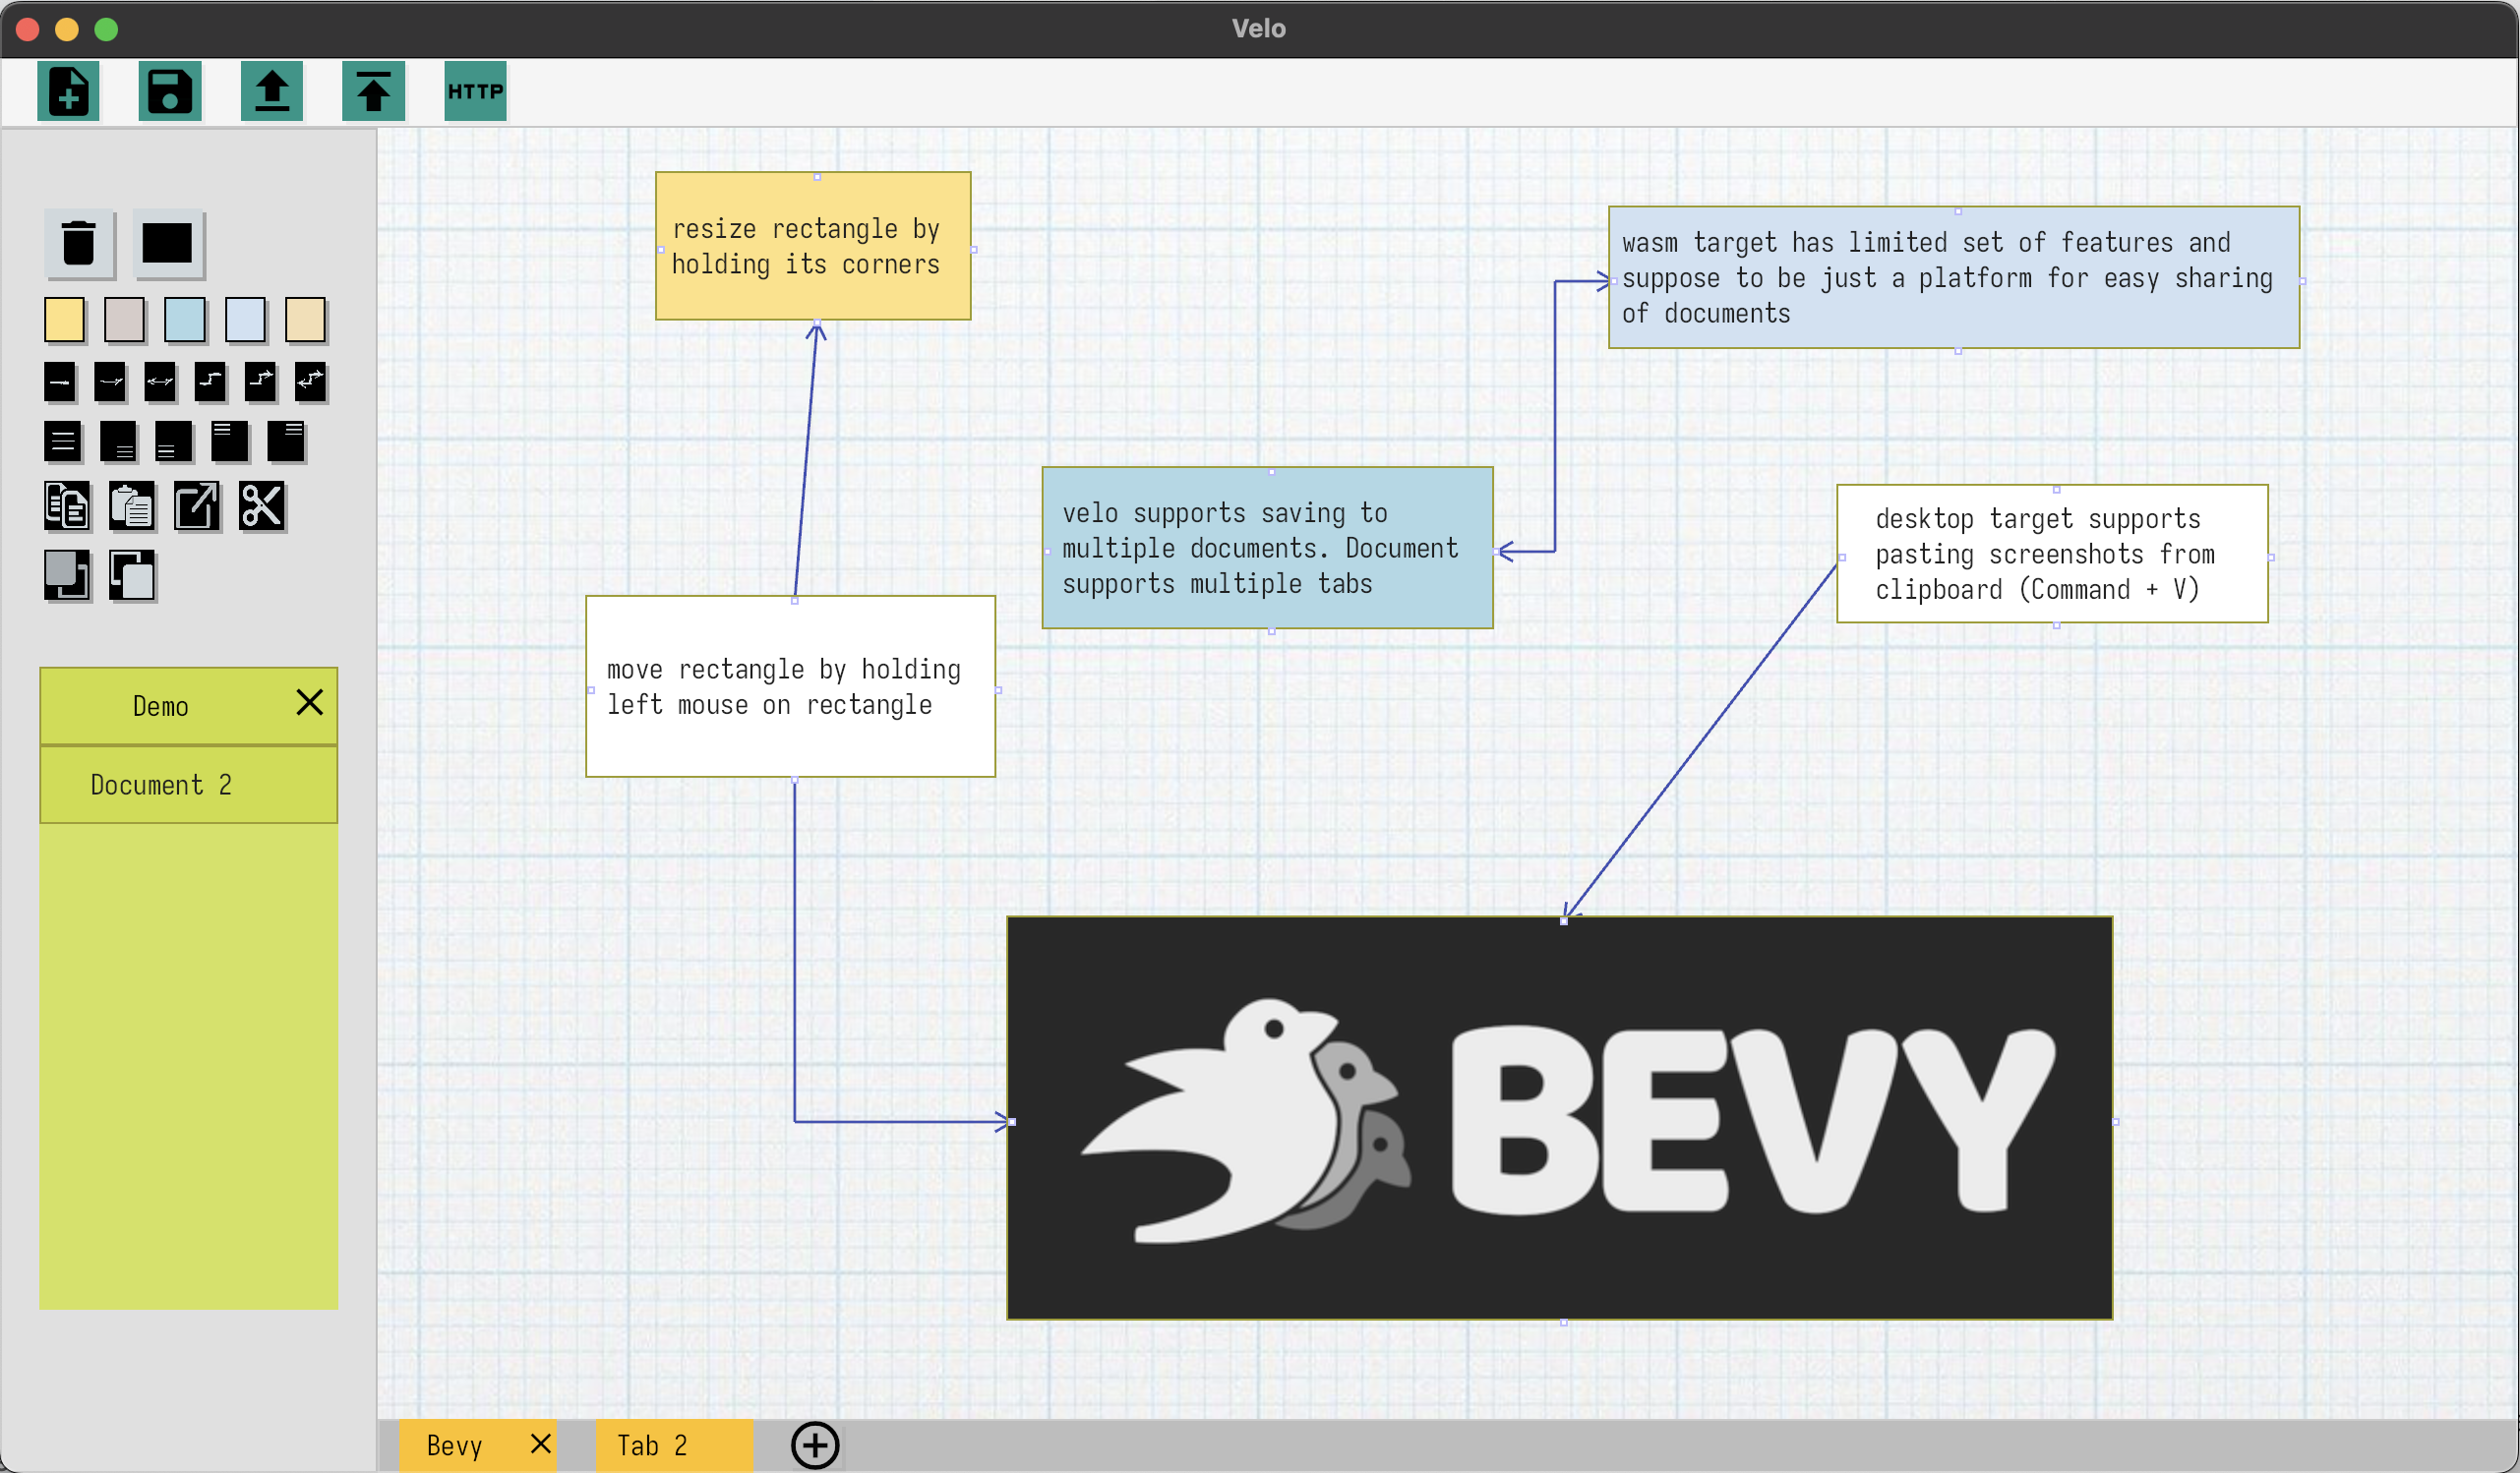 Velo
HTTP
resize rectangle by
holding its corners
wasm target has limited set of features and
suppose to be just a platform for easy sharing
of documents
velo supports saving to
multiple documents. Document
supports multiple tabs
desktop target supports
pasting screenshots from
clipboard (Command + V)
move rectangle by holding
left mouse on rectangle
Demo
Document 2
BEVY
Bevy
Tab 2